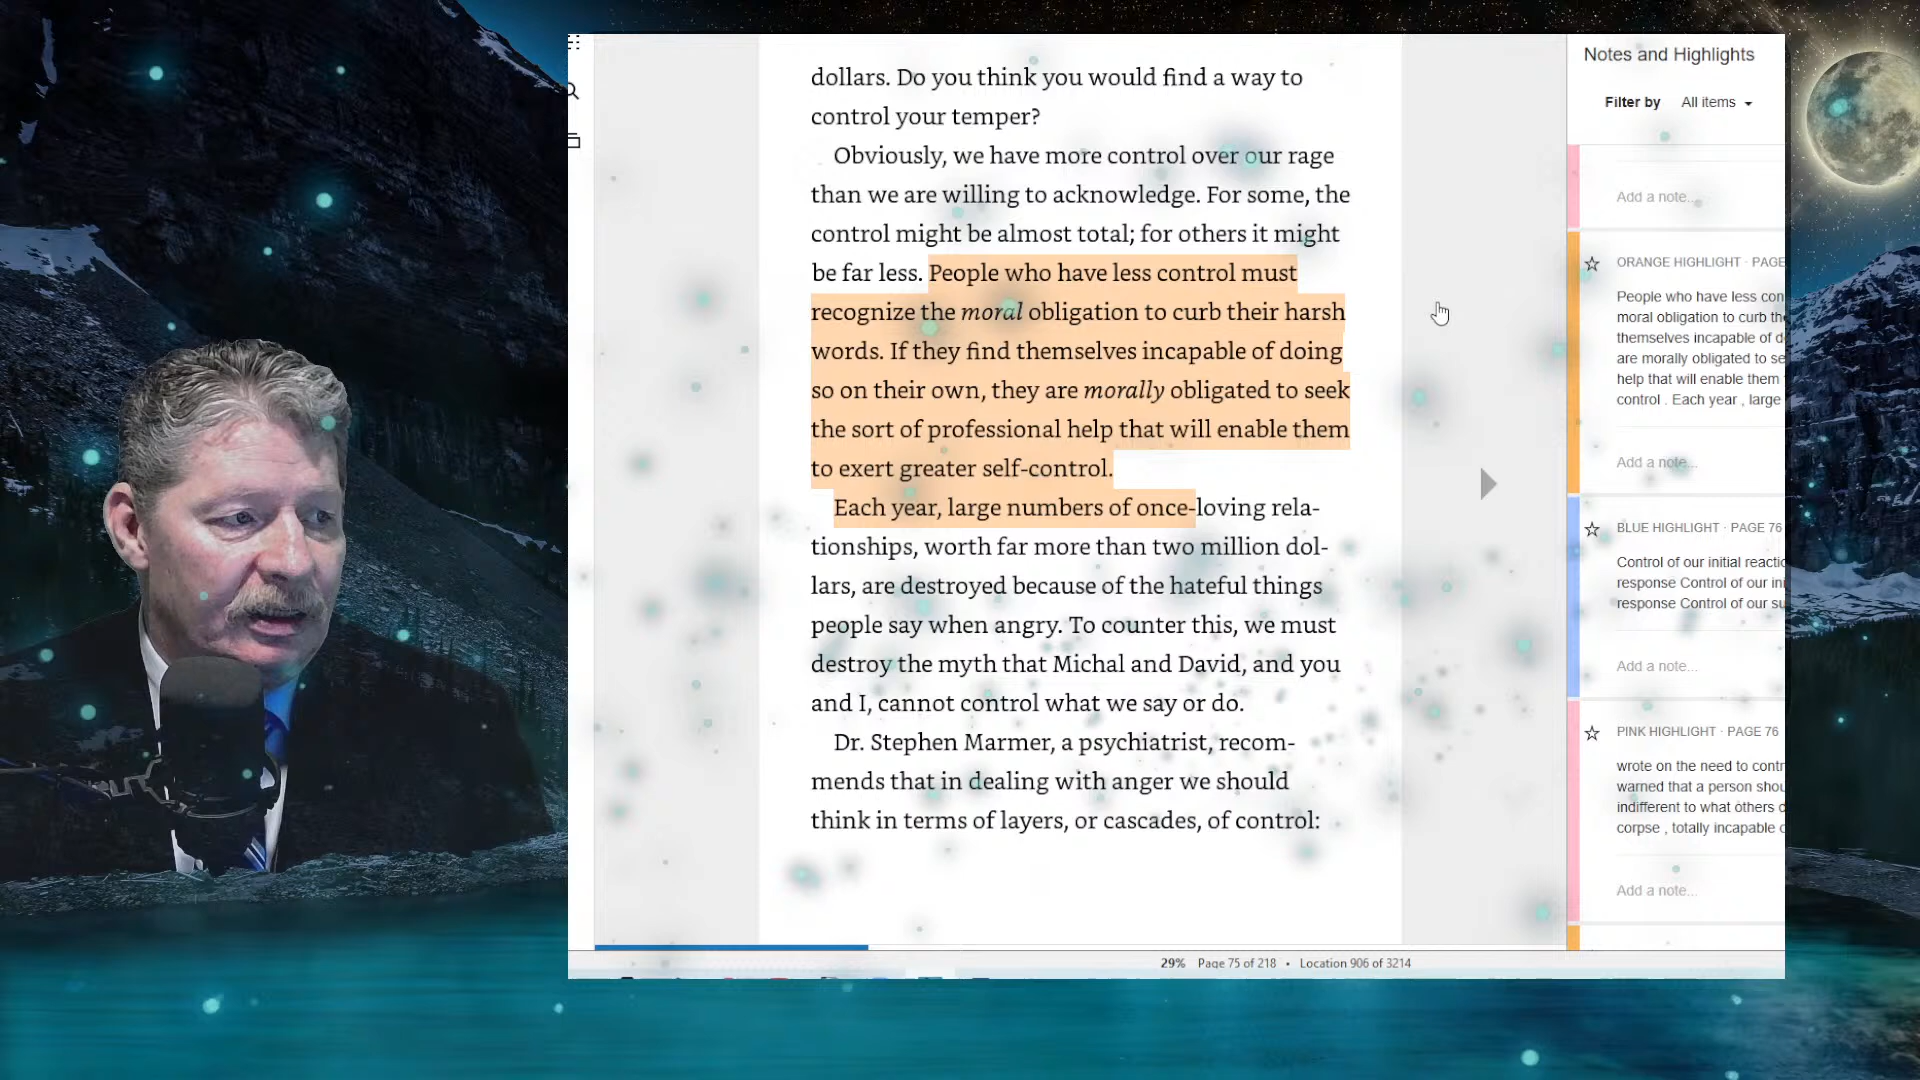 dollars. Do you think you would find a way to
control your temper?
Obviously, we have more control over our rage
than we are willing to acknowledge. For some, the
control might be almost total; for others it might
be far less. People who have less control must
recognize the moral obligation to curb their harsh
words. If they find themselves incapable of doing
so on their own, they are morally obligated to seek
the sort of professional help that will enable them
to exert greater self-control.
Each year, large numbers of once-loving rela-
tionships, worth far more than two million dol-
lars, are destroyed because of the hateful things
people say when angry. To counter this, we must
destroy the myth that Michal and David, and you
and I, cannot control what we say or do.
Dr. Stephen Marmer, a psychiatrist, recom-
mends that in dealing with anger we should
think in terms of layers, or cascades, of control:
29% Page 75 of 218 • Location 906 of 3214
Notes and Highlights
Filter by All items
Add a note...
ORANGE HIGHLIGHT · PAGE
People who have less con
moral obligation to curb the
themselves incapable of d
are morally obligated to se
help that will enable them
control . Each year , large
Add a note...
BLUE HIGHLIGHT · PAGE 76
Control of our initial reactio
response Control of our ini
response Control of our su
Add a note...
PINK HIGHLIGHT · PAGE 76
wrote on the need to contr
warned that a person shou
indifferent to what others d
corpse , totally incapable o
Add a note...